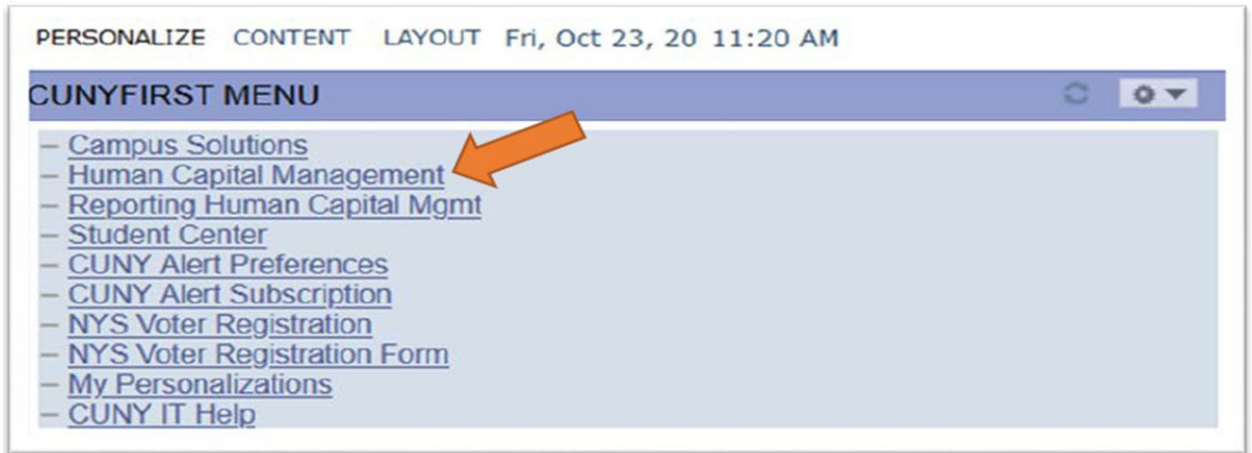 PERSONALIZE CONTENT LAYOUT Fri, Oct 23, 20 11:20 AM
CUNYFIRST MENU
– Campus Solutions
– Human Capital Management
– Reporting Human Capital Mgmt
– Student Center
– CUNY Alert Preferences
– CUNY Alert Subscription
– NYS Voter Registration
– NYS Voter Registration Form
– My Personalizations
– CUNY IT Help